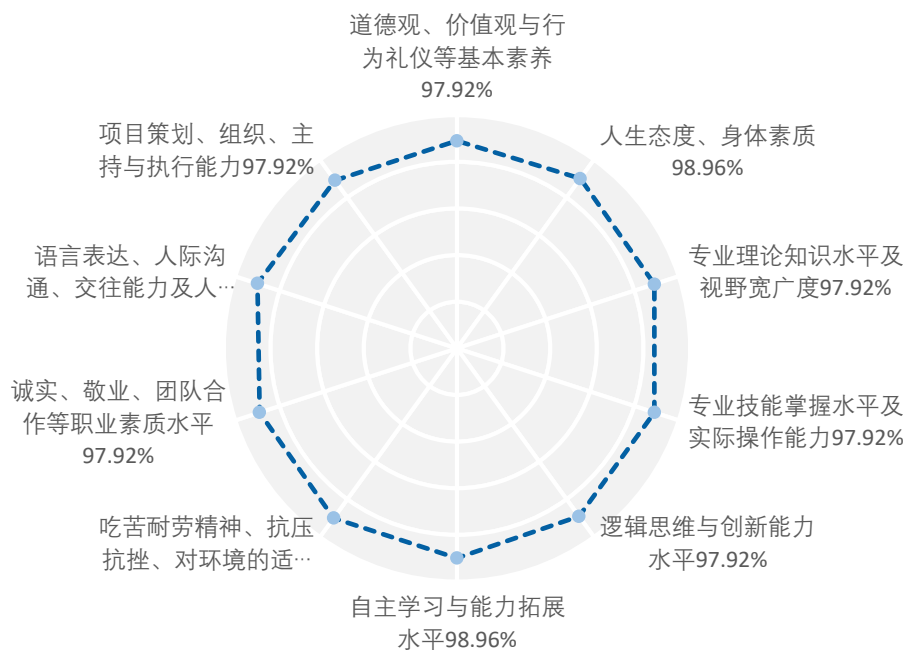 道德观、价值观与行
为礼仪等基本素养
97.92%
人生态度、身体素质
98.96%
专业理论知识水平及
视野宽广度97.92%
专业技能掌握水平及
实际操作能力97.92%
逻辑思维与创新能力
水平97.92%
自主学习与能力拓展
水平98.96%
吃苦耐劳精神、抗压
抗挫、对环境的适…
诚实、敬业、团队合
作等职业素质水平
97.92%
语言表达、人际沟
通、交往能力及人…
项目策划、组织、主
持与执行能力97.92%